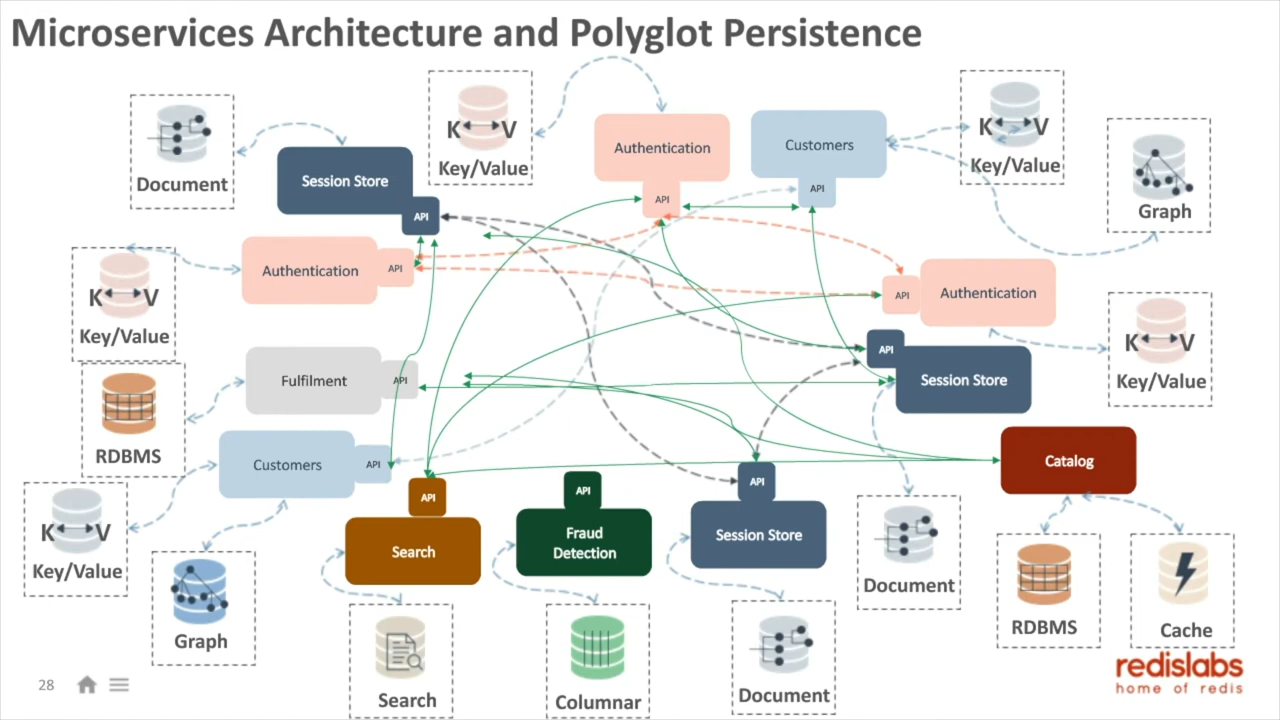 Microservices Architecture and Polyglot Persistence
Document
Session Store
API
K V
Key/Value
Authentication
API
Customers
API
K V
Key/Value
Graph
K V
Key/Value
Authentication
API
API
Authentication
K V
Key/Value
RDBMS
Fulfilment
API
API
Session Store
K V
Key/Value
Customers
API
Graph
API
Search
Search
API
Fraud
Detection
Columnar
API
Session Store
Document
Document
Catalog
RDBMS
Cache
28
redislabs
home of redis